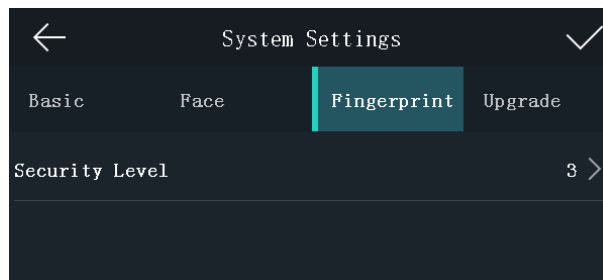 System Settings
Basic Face Fingerprint Upgrade
Security Level 3